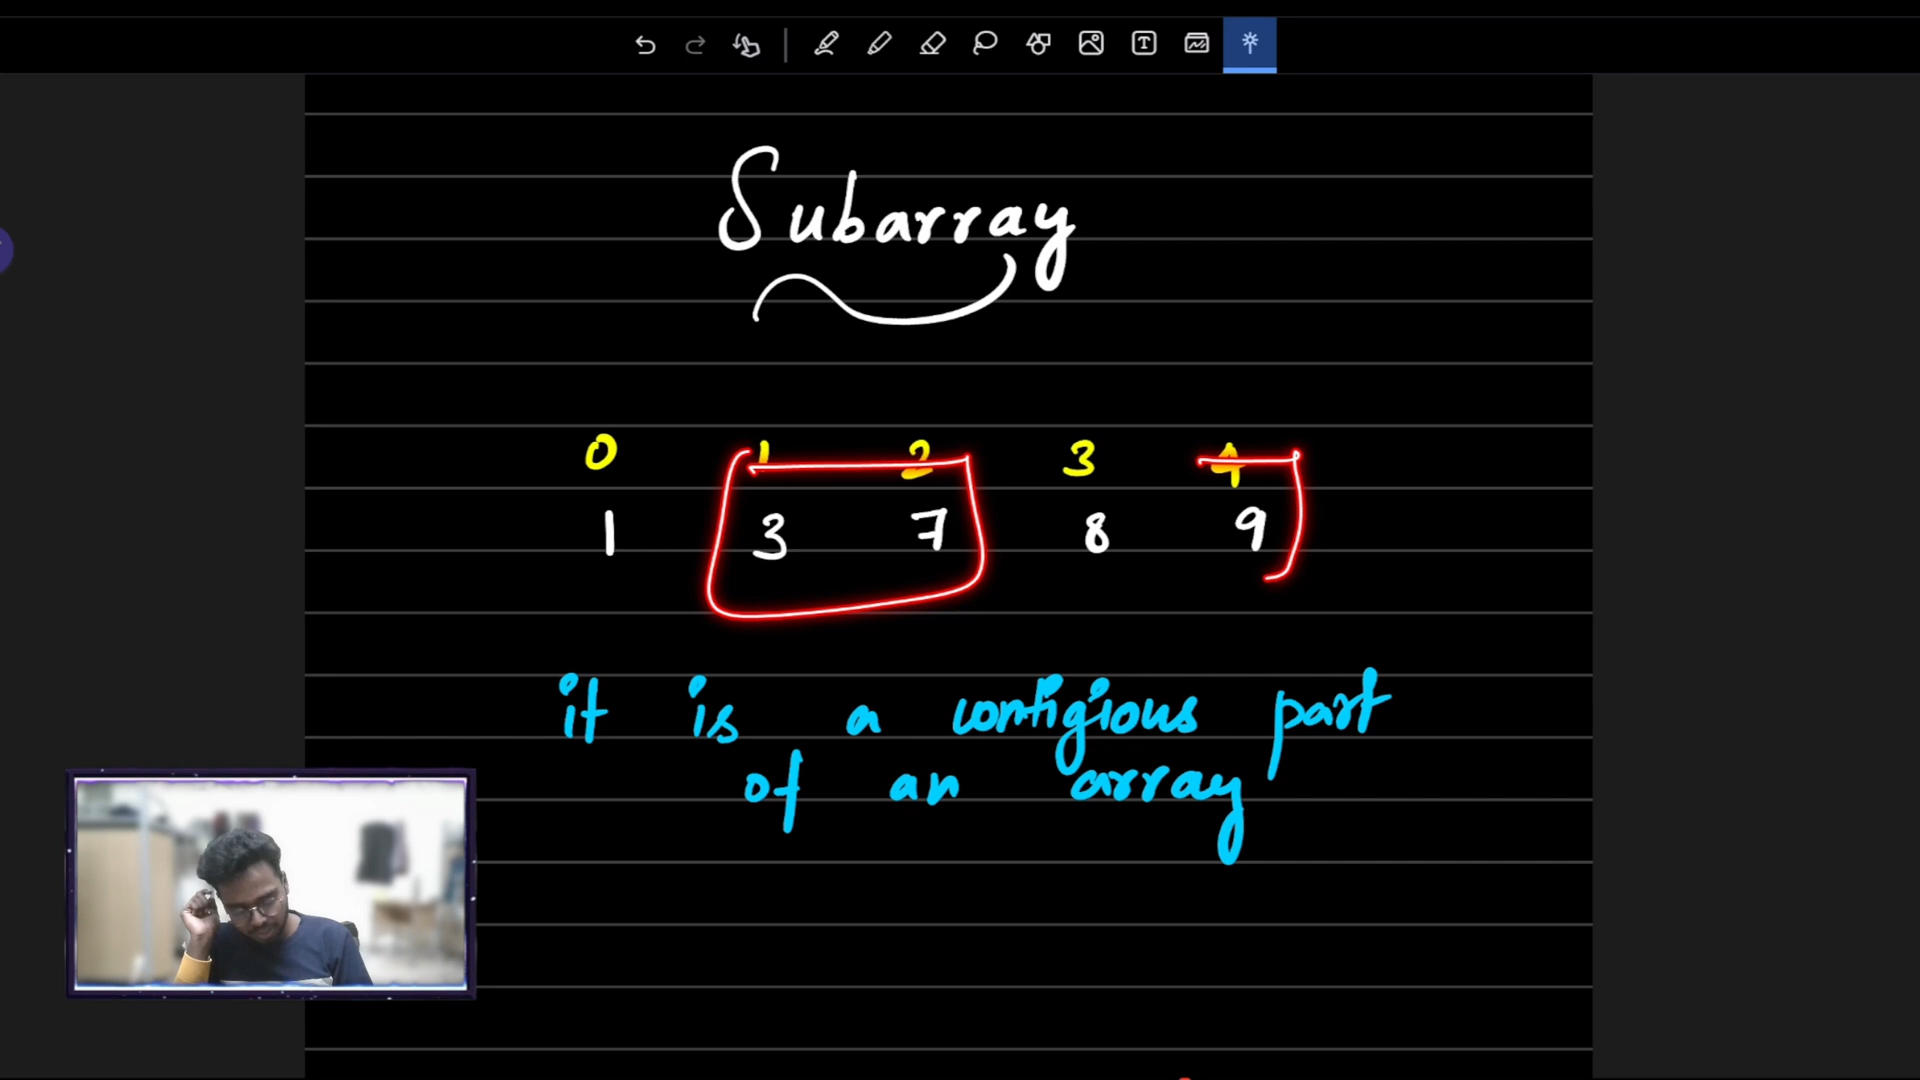 Subarray
0 1 2 3 4
1 3 7 8 9
it is a contigious part
of an array